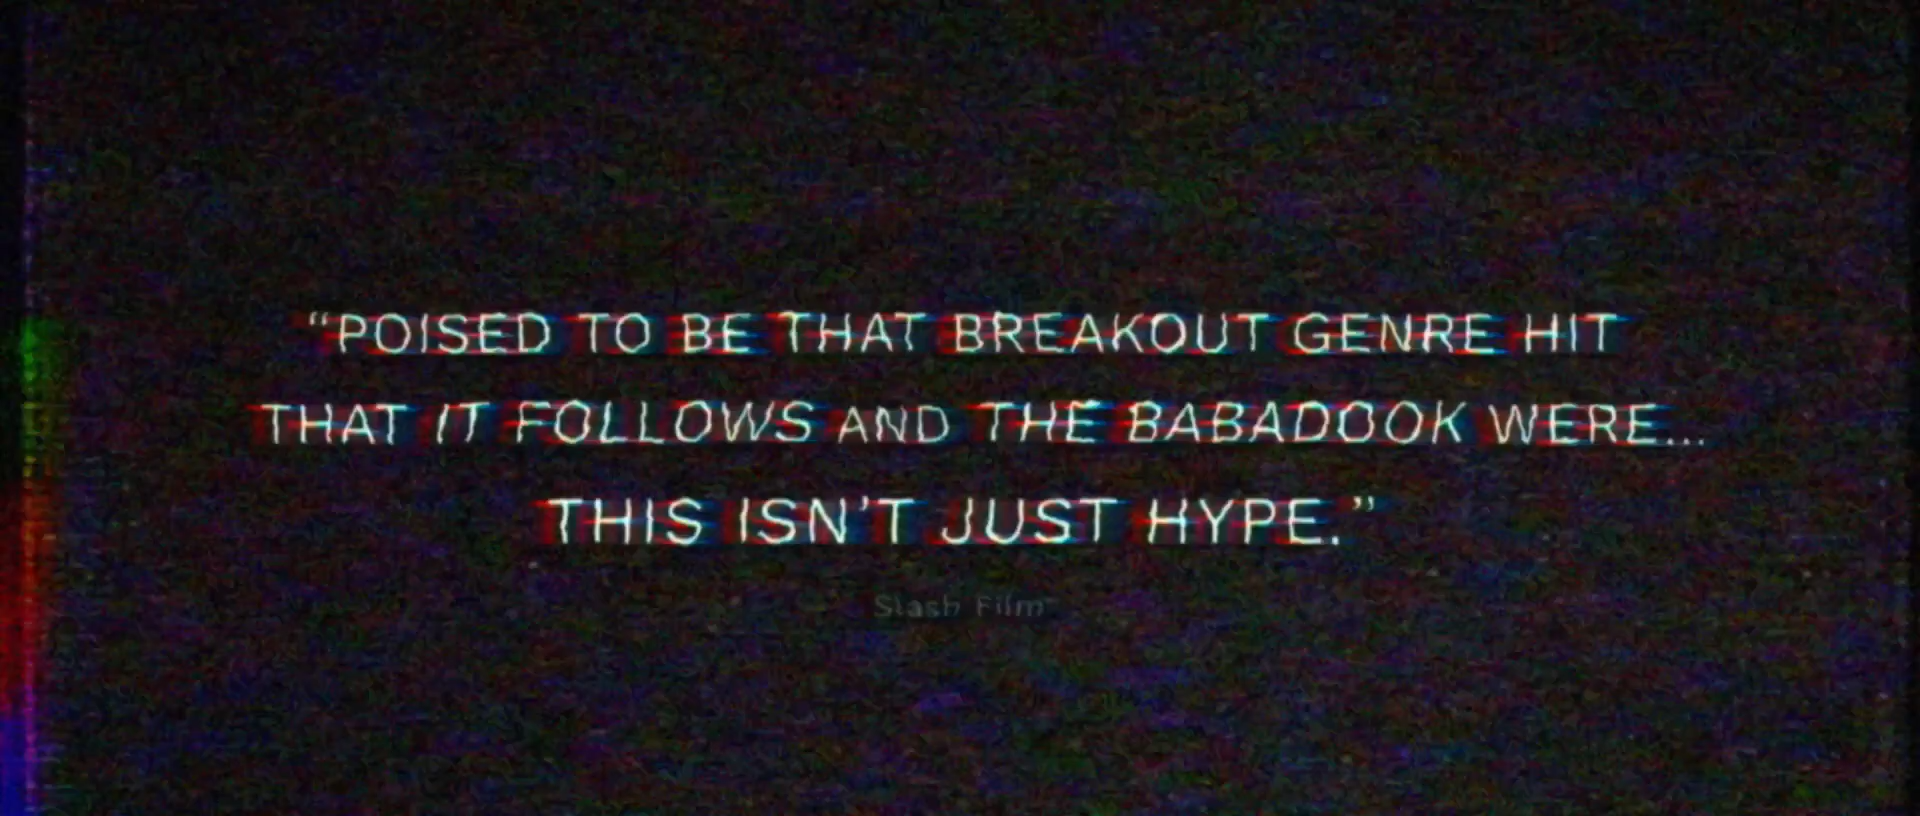 “POISED TO BE THAT BREAKOUT GENRE HIT
THAT IT FOLLOWS AND THE BABADOOK WERE...
THIS ISN’T JUST HYPE.”
Slash Film